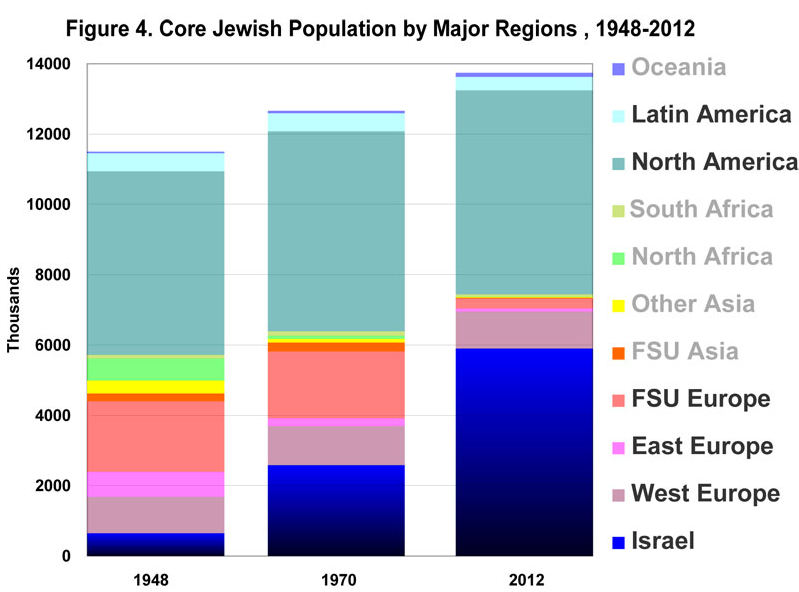 Figure 4. Core Jewish Population by Major Regions , 1948-2012
14000
12000
10000
8000
6000
4000
2000
0
Thousands
1948
1970
2012
Oceania
Latin America
North America
South Africa
North Africa
Other Asia
FSU Asia
FSU Europe
East Europe
West Europe
Israel